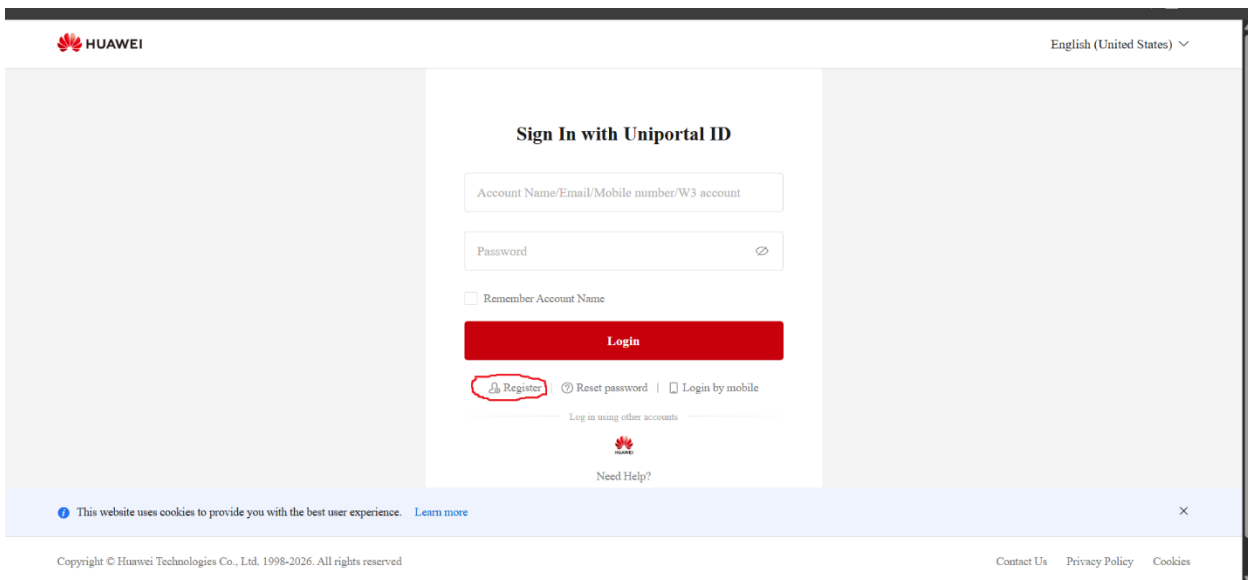 HUAWEI
English (United States)
Sign In with Uniportal ID
Account Name/Email/Mobile number/W3 account
Password
Remember Account Name
Login
Register | Reset password | Login by mobile
Log in using other accounts
HUAWEI
Need Help?
This website uses cookies to provide you with the best user experience. Learn more
Copyright © Huawei Technologies Co., Ltd. 1998-2026. All rights reserved
Contact Us Privacy Policy Cookies